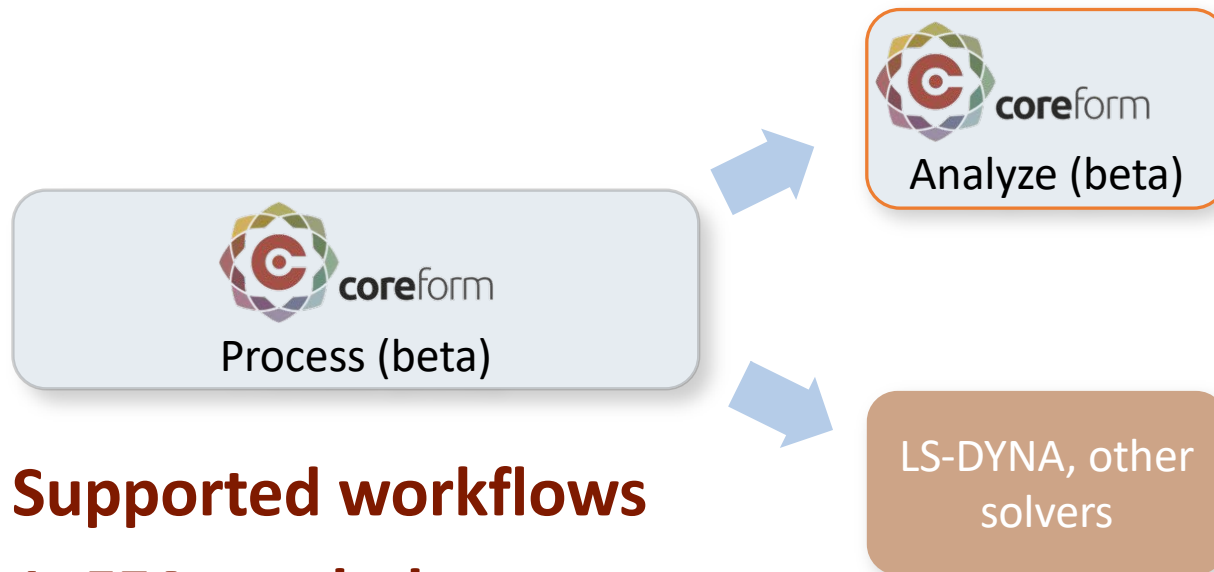 coreform
Analyze (beta)
coreform
Process (beta)
LS-DYNA, other
solvers
Supported workflows